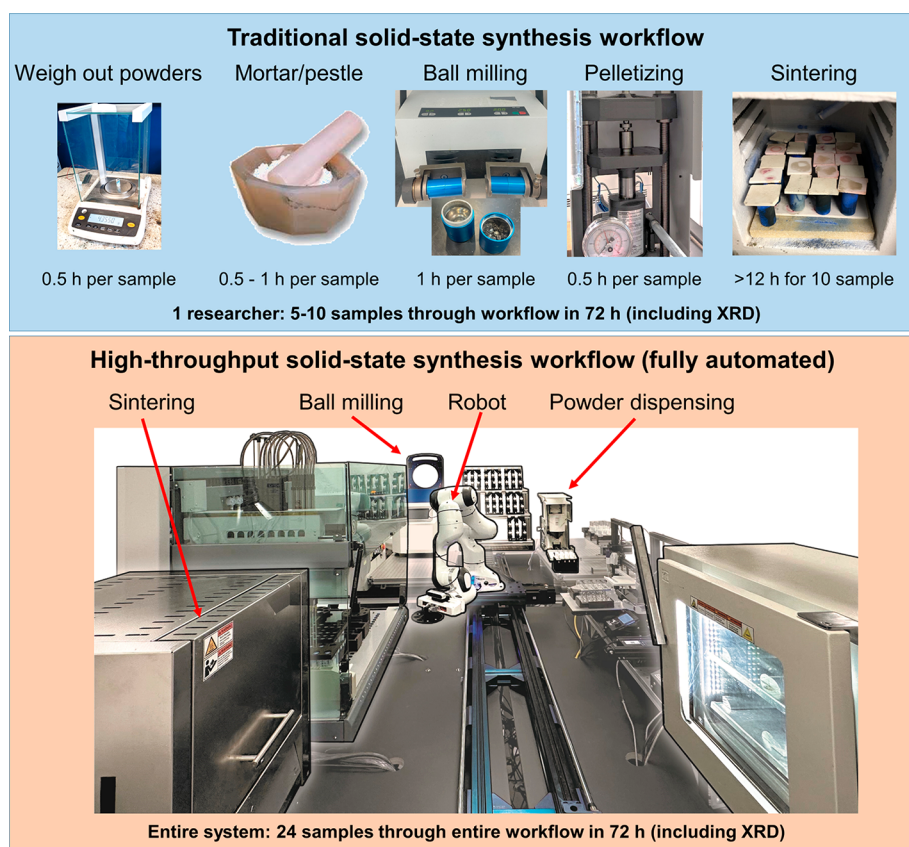 Traditional solid-state synthesis workflow
Weigh out powders
Mortar/pestle
Ball milling
Pelletizing
Sintering
0.5 h per sample
0.5 - 1 h per sample
1 h per sample
0.5 h per sample
>12 h for 10 sample
1 researcher: 5-10 samples through workflow in 72 h (including XRD)
High-throughput solid-state synthesis workflow (fully automated)
Sintering
Ball milling
Robot
Powder dispensing
Entire system: 24 samples through entire workflow in 72 h (including XRD)